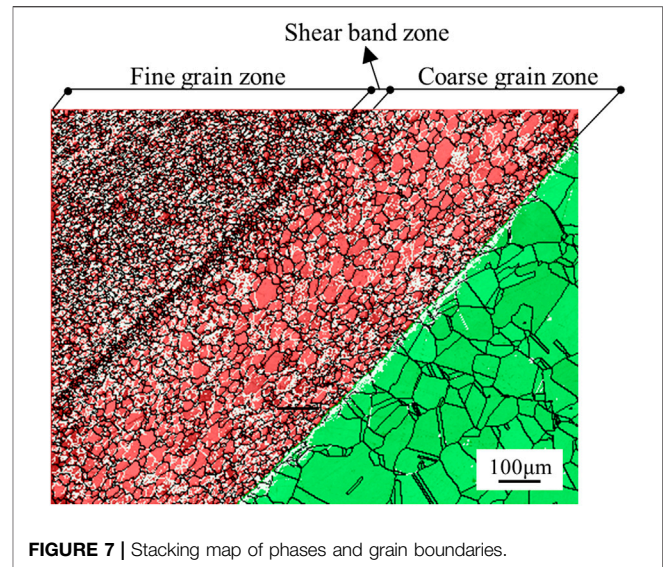 Shear band zone
Fine grain zone
Coarse grain zone
100μm
FIGURE 7 | Stacking map of phases and grain boundaries.